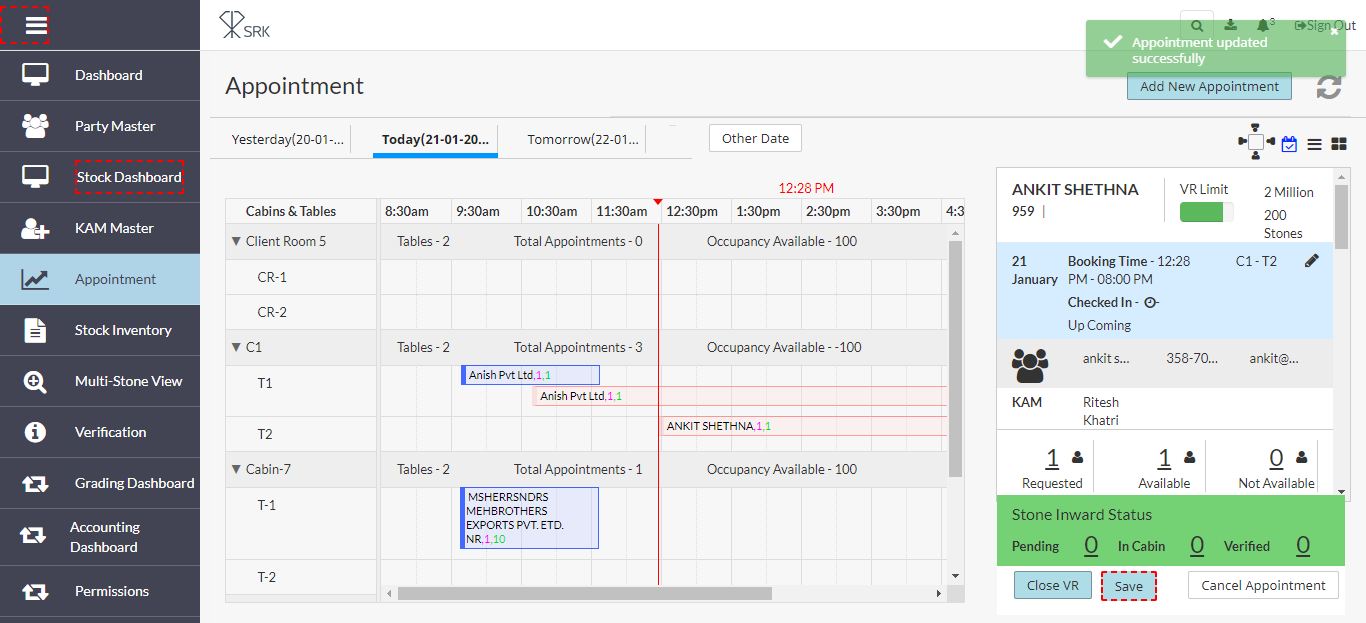 SRK
3
Sign Out
Appointment updated
successfully
Dashboard
Party Master
Stock Dashboard
KAM Master
Appointment
Stock Inventory
Multi-Stone View
Verification
Grading Dashboard
Accounting
Dashboard
Permissions
Appointment
Add New Appointment
Yesterday(20-01-...
Today(21-01-20...
Tomorrow(22-01...
Other Date
12:28 PM
Cabins & Tables
8:30am 9:30am 10:30am 11:30am 12:30pm 1:30pm 2:30pm 3:30pm 4:3
Client Room 5 Tables - 2 Total Appointments - 0 Occupancy Available - 100
CR-1
CR-2
C1 Tables - 2 Total Appointments - 3 Occupancy Available - -100
T1
Anish Pvt Ltd,1,1
Anish Pvt Ltd,1,1
T2
ANKIT SHETHNA,1,1
Cabin-7 Tables - 2 Total Appointments - 1 Occupancy Available - 100
T-1
MSHERRSNDRS
MEHBROTHERS
EXPORTS PVT. ETD.
NR,1,10
T-2
ANKIT SHETHNA
959 |
VR Limit
2 Million
200
Stones
21
January
Booking Time - 12:28
PM - 08:00 PM
C1 - T2
Checked In -
Up Coming
ankit s... 358-70... ankit@...
KAM
Ritesh
Khatri
1
Requested
1
Available
0
Not Available
Stone Inward Status
Pending 0 In Cabin 0 Verified 0
Close VR
Save
Cancel Appointment